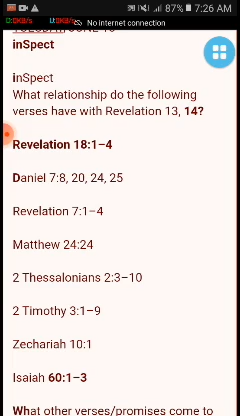 87% 7:26 AM
0:0KB/s U:0KB/s No internet connection
inSpect
inSpect
What relationship do the following
verses have with Revelation 13, 14?
Revelation 18:1–4
Daniel 7:8, 20, 24, 25
Revelation 7:1–4
Matthew 24:24
2 Thessalonians 2:3–10
2 Timothy 3:1–9
Zechariah 10:1
Isaiah 60:1–3
What other verses/promises come to